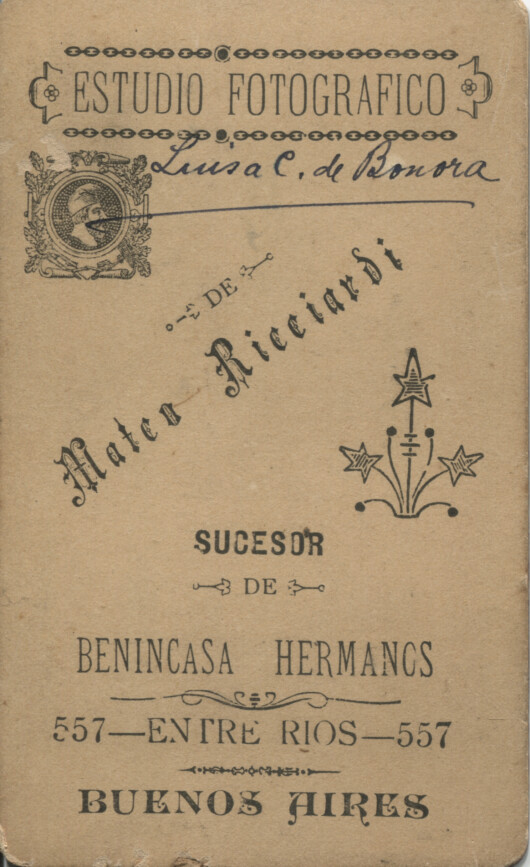 ESTUDIO FOTOGRAFICO
Luisa C. de Bonora
DE
Mateo Ricciardi
SUCESOR
DE
BENINCASA HERMANOS
557—ENTRE RIOS—557
BUENOS AIRES